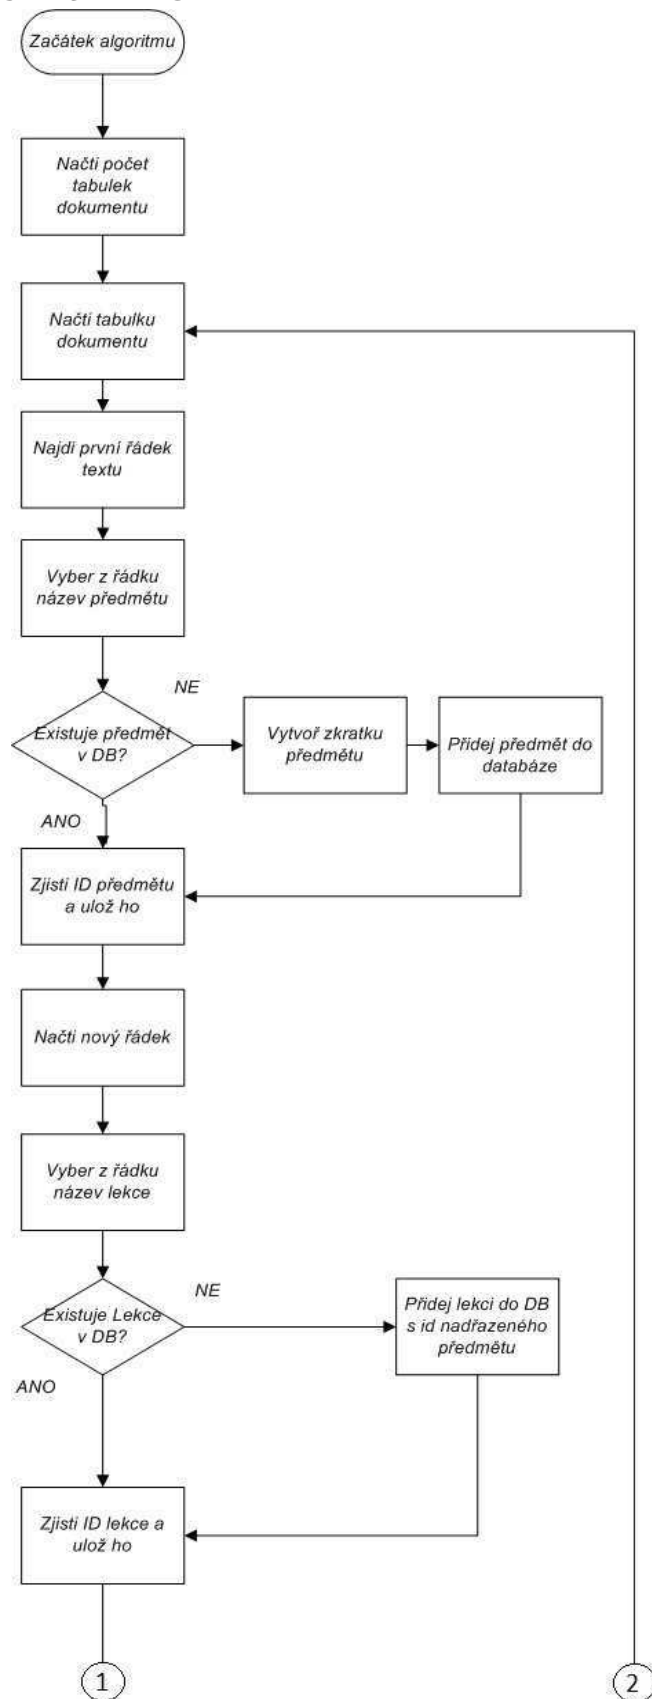 Začátek algoritmu
Načti počet
tabulek
dokumentu
Načti tabulku
dokumentu
Najdi první řádek
textu
Vyber z řádku
název předmětu
NE
Existuje předmět
v DB?
Vytvoř zkratku
předmětu
Přidej předmět do
databáze
ANO
Zjisti ID předmětu
a ulož ho
Načti nový řádek
Vyber z řádku
název lekce
NE
Existuje Lekce
v DB?
Přidej lekci do DB
s id nadřazeného
předmětu
ANO
Zjisti ID lekce a
ulož ho
1
2